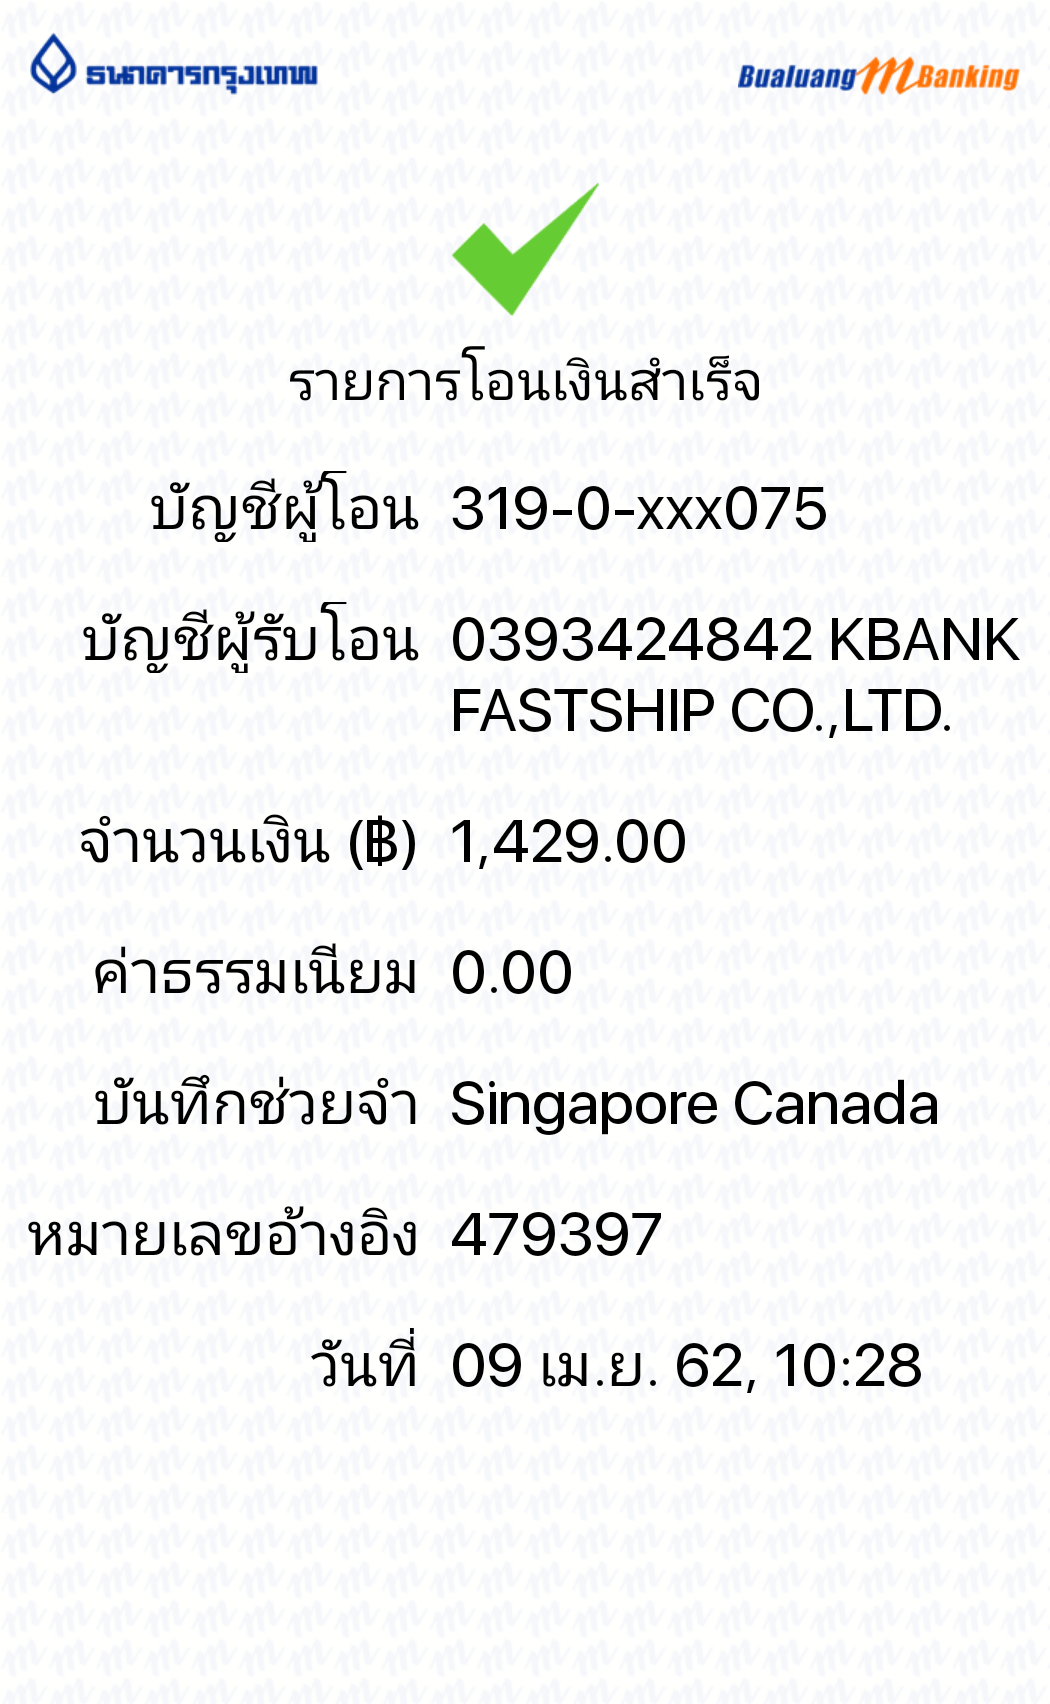 ธนาคารกรุงเทพ
Bualuang mBanking
รายการโอนเงินสำเร็จ
บัญชีผู้โอน 319-0-xxx075
บัญชีผู้รับโอน 0393424842 KBANK
FASTSHIP CO.,LTD.
จำนวนเงิน (฿) 1,429.00
ค่าธรรมเนียม 0.00
บันทึกช่วยจำ Singapore Canada
หมายเลขอ้างอิง 479397
วันที่ 09 เม.ย. 62, 10:28